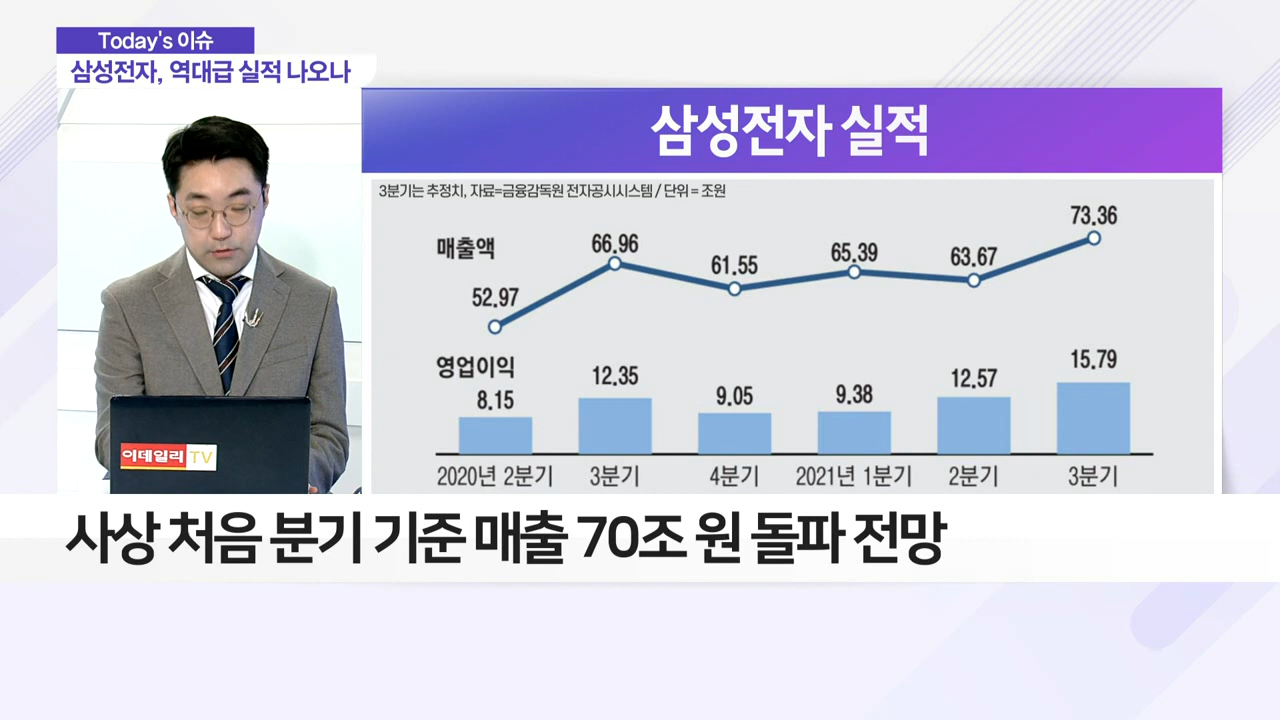 Today's 이슈
삼성전자, 역대급 실적 나오나
삼성전자 실적
3분기는 추정치, 자료=금융감독원 전자공시시스템 / 단위 = 조원
매출액
52.97 66.96 61.55 65.39 63.67 73.36
영업이익
8.15 12.35 9.05 9.38 12.57 15.79
2020년 2분기 3분기 4분기 2021년 1분기 2분기 3분기
이데일리 TV
사상 처음 분기 기준 매출 70조 원 돌파 전망